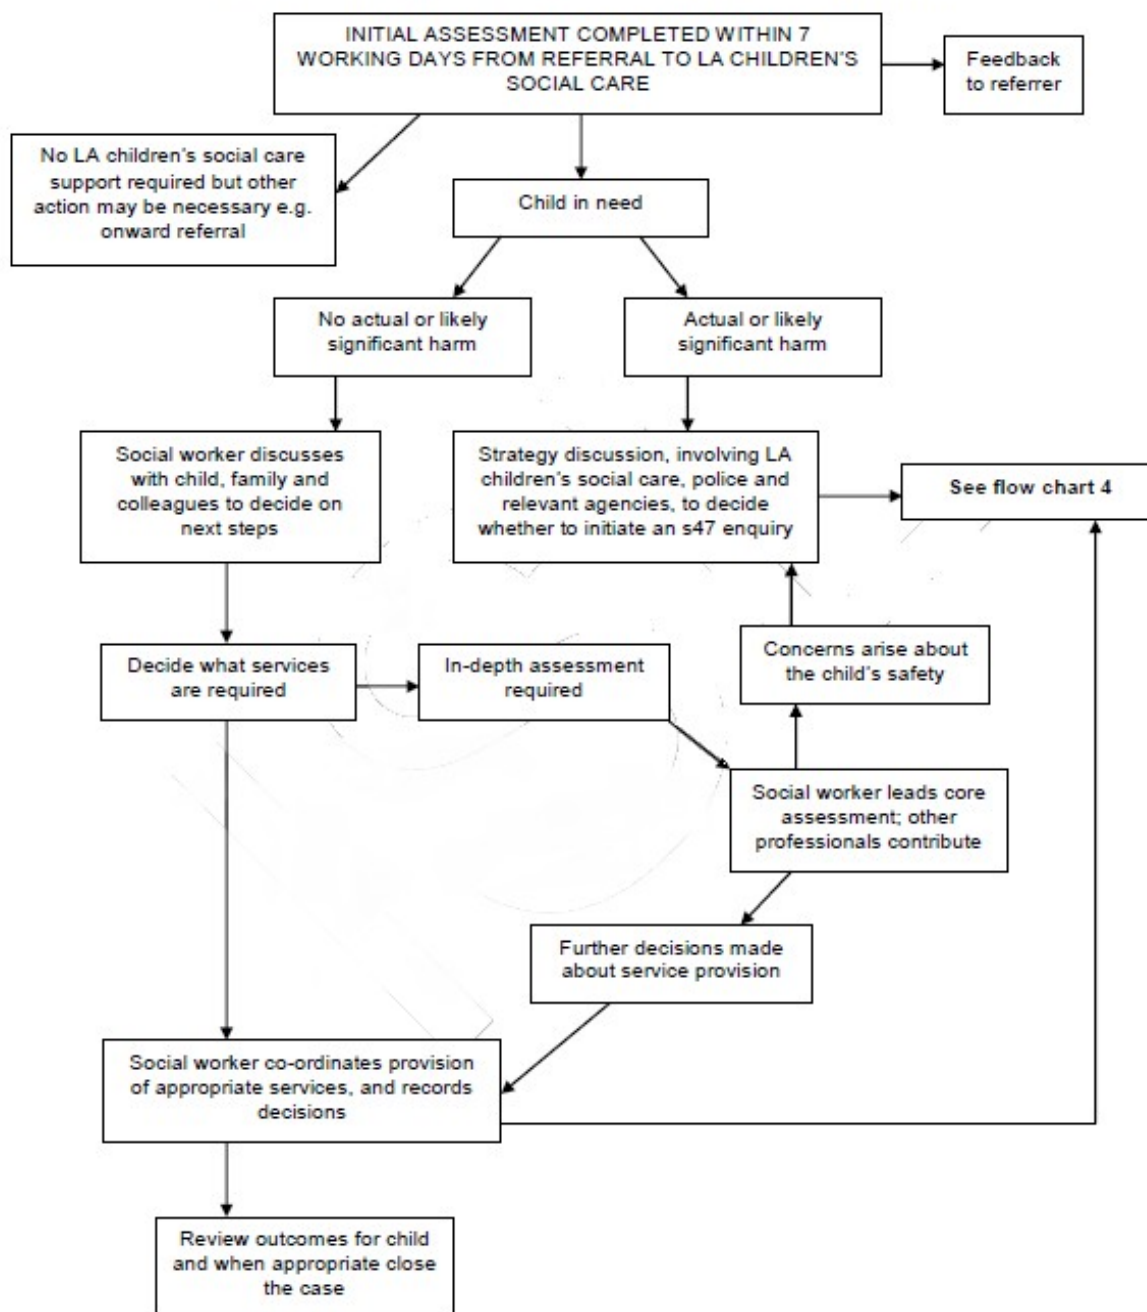 INITIAL ASSESSMENT COMPLETED WITHIN 7
WORKING DAYS FROM REFERRAL TO LA CHILDREN'S
SOCIAL CARE
Feedback
to referrer
No LA children's social care
support required but other
action may be necessary e.g.
onward referral
Child in need
No actual or likely
significant harm
Actual or likely
significant harm
Social worker discusses
with child, family and
colleagues to decide on
next steps
Strategy discussion, involving LA
children's social care, police and
relevant agencies, to decide
whether to initiate an s47 enquiry
See flow chart 4
Decide what services
are required
In-depth assessment
required
Concerns arise about
the child's safety
Social worker leads core
assessment; other
professionals contribute
Further decisions made
about service provision
Social worker co-ordinates provision
of appropriate services, and records
decisions
Review outcomes for child
and when appropriate close
the case